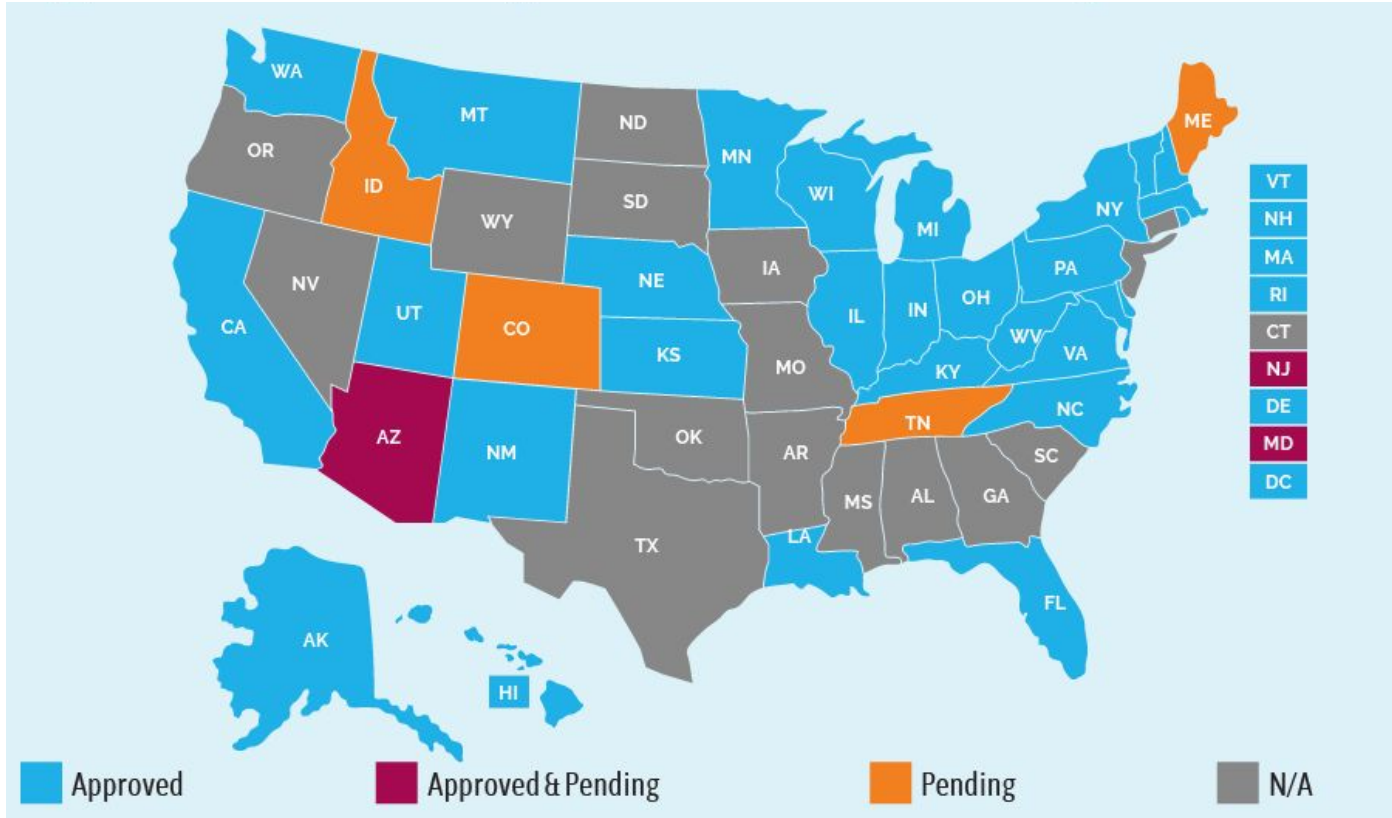 WA
MT
ND
MN
OR
ID
WY
SD
WI
MI
NY
ME
VT
NH
MA
RI
CT
NJ
DE
MD
DC
NV
CA
UT
CO
NE
KS
IA
MO
IL
IN
OH
PA
WV
VA
KY
NC
TN
AZ
NM
OK
AR
SC
MS
AL
GA
TX
LA
FL
AK
HI
Approved
Approved & Pending
Pending
N/A